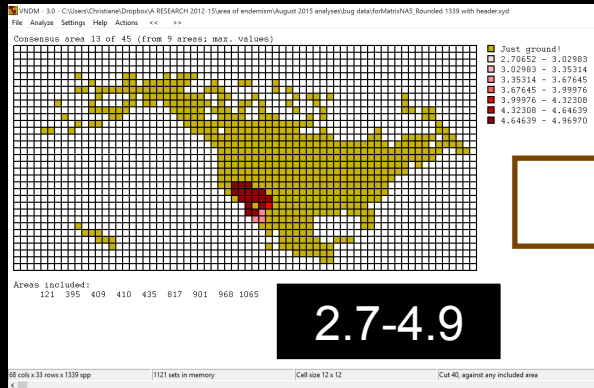 VNDM - 3.0 - C:\Users\Christiane\Dropbox\A RESEARCH 2012-15\area of endemism\August 2015 analyses\bug data\forMatrixNA5_Rounded 1339 with header.xyd
File Analyze Settings Help Actions << >>
Consensus area 13 of 45 (from 9 areas; max. values)
Just ground!
2.70652 - 3.02983
3.02983 - 3.35314
3.35314 - 3.67645
3.67645 - 3.99976
3.99976 - 4.32308
4.32308 - 4.64639
4.64639 - 4.96970
Areas included:
121 395 409 410 435 817 901 968 1065
2.7-4.9
68 cols x 33 rows x 1339 spp 1121 sets in memory Cell size 12 x 12 Cut 40, against any included area